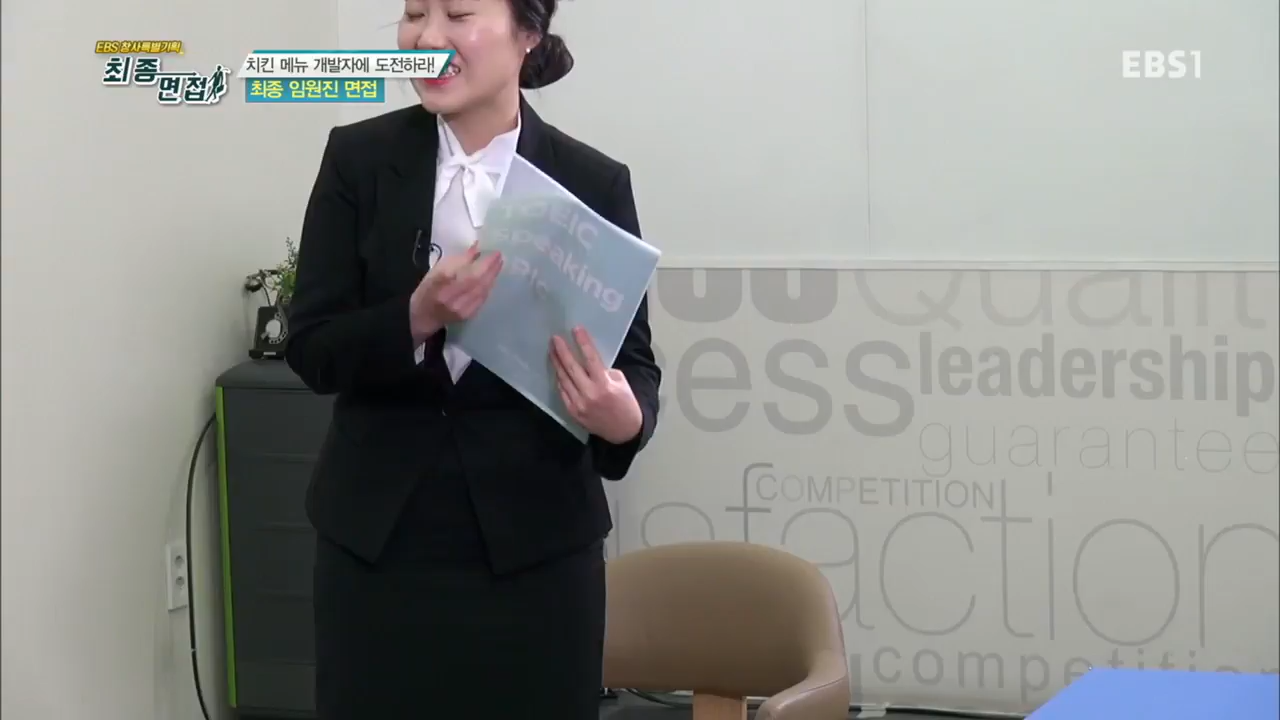 EBS 창사특별기획
최종면접
치킨 메뉴 개발자에 도전하라!
최종 임원진 면접
EBS1
TOEIC
Speaking
Quality
leadership
guarantee
COMPETITION
competition